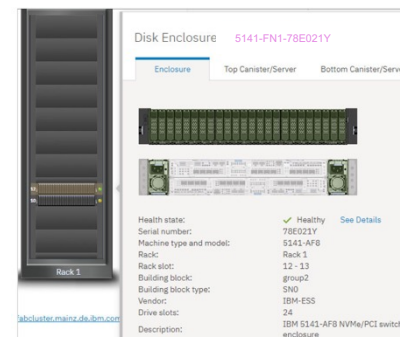 Disk Enclosure 5141-FN1-78E021Y
Enclosure Top Canister/Server Bottom Canister/Serve
Health state: Healthy See Details
Serial number: 78E021Y
Machine type and model: 5141-AF8
Rack: Rack 1
Rack slot: 12 - 13
Building block: group2
Building block type: SN0
Vendor: IBM-ESS
Drive slots: 24
Description: IBM 5141-AF8 NVMe/PCI switch
enclosure
Rack 1
abcluster.mainz.de.ibm.com